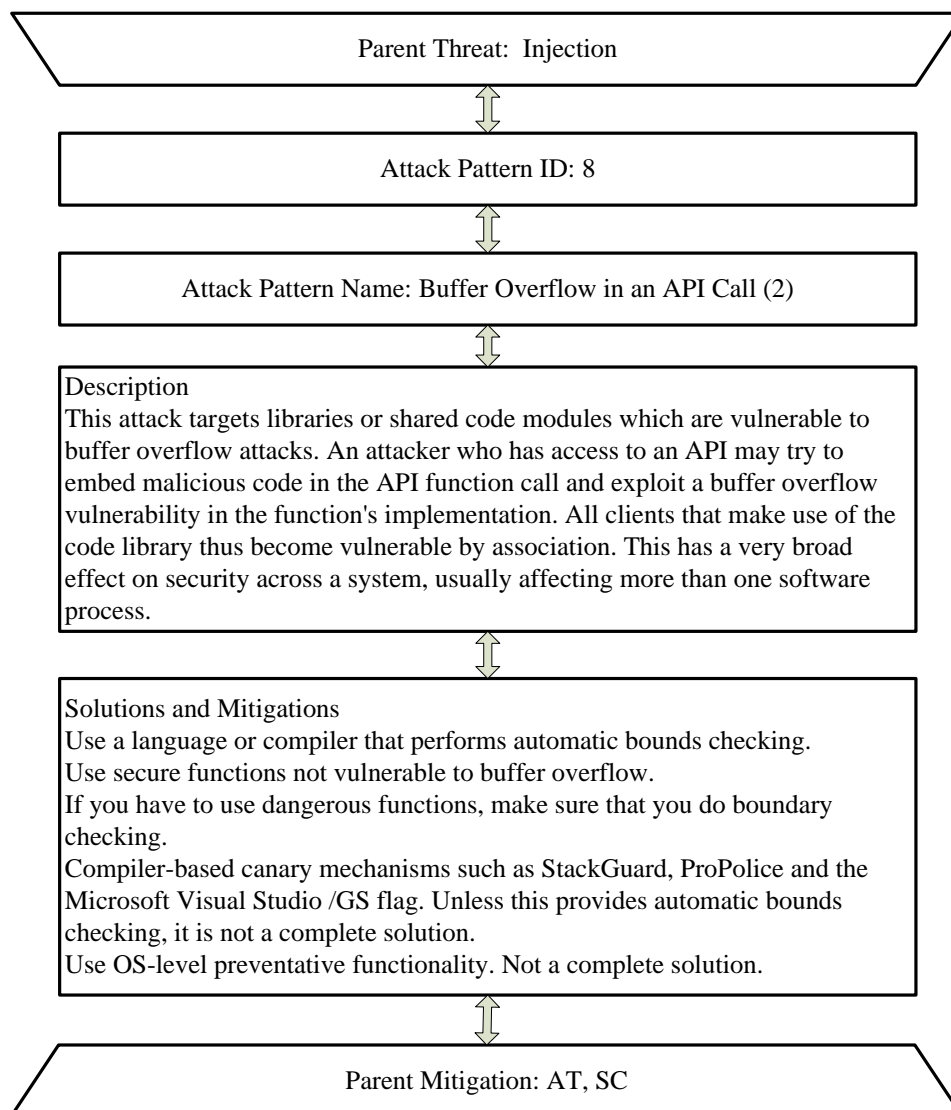 Parent Threat:  Injection
Attack Pattern ID: 8
Attack Pattern Name: Buffer Overflow in an API Call (2)
Description
This attack targets libraries or shared code modules which are vulnerable to
buffer overflow attacks. An attacker who has access to an API may try to
embed malicious code in the API function call and exploit a buffer overflow
vulnerability in the function's implementation. All clients that make use of the
code library thus become vulnerable by association. This has a very broad
effect on security across a system, usually affecting more than one software
process.
Solutions and Mitigations
Use a language or compiler that performs automatic bounds checking.
Use secure functions not vulnerable to buffer overflow.
If you have to use dangerous functions, make sure that you do boundary
checking.
Compiler-based canary mechanisms such as StackGuard, ProPolice and the
Microsoft Visual Studio /GS flag. Unless this provides automatic bounds
checking, it is not a complete solution.
Use OS-level preventative functionality. Not a complete solution.
Parent Mitigation: AT, SC